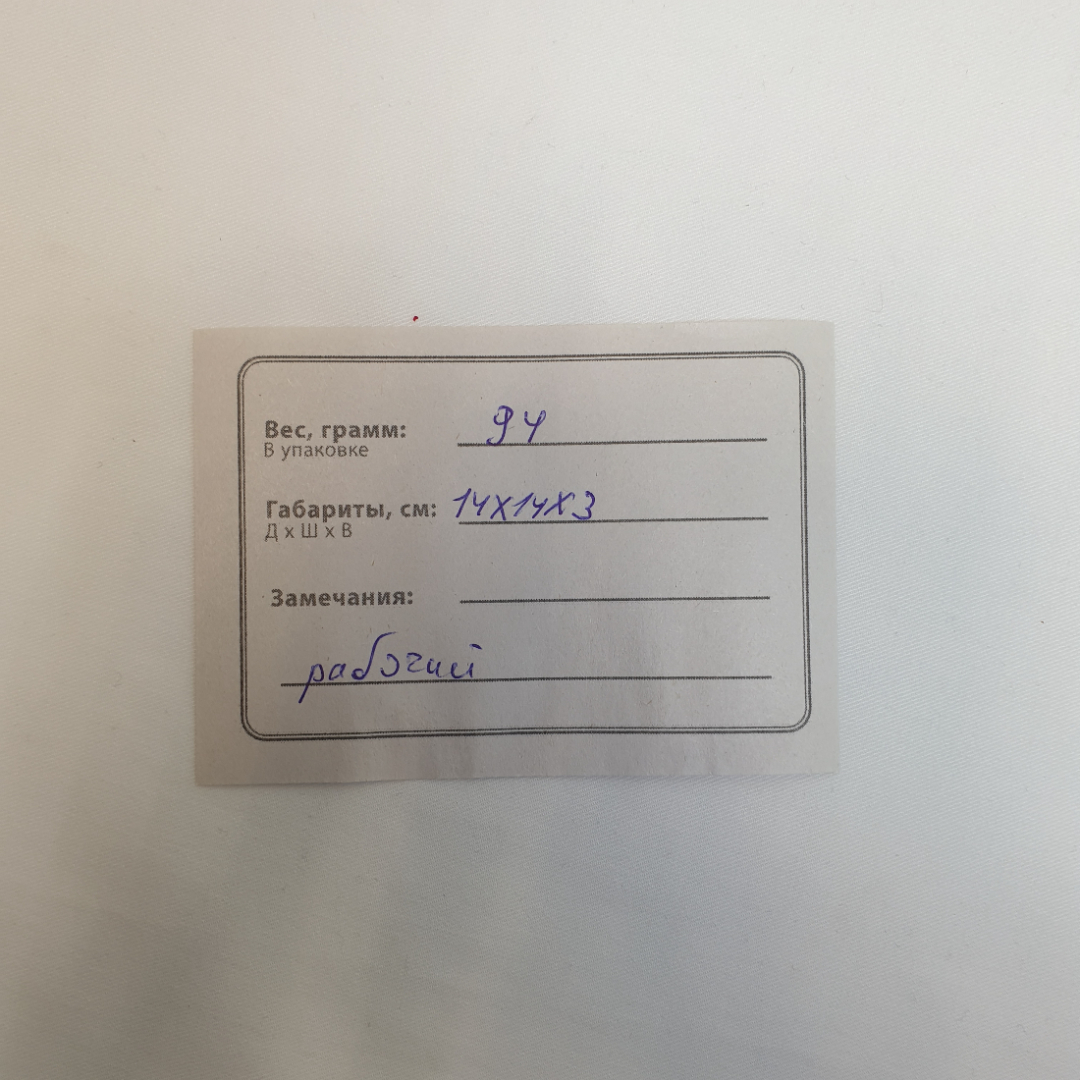 Вес, грамм: 94
В упаковке
Габариты, см: 14х14х3
Д х Ш х В
Замечания:
рабочий